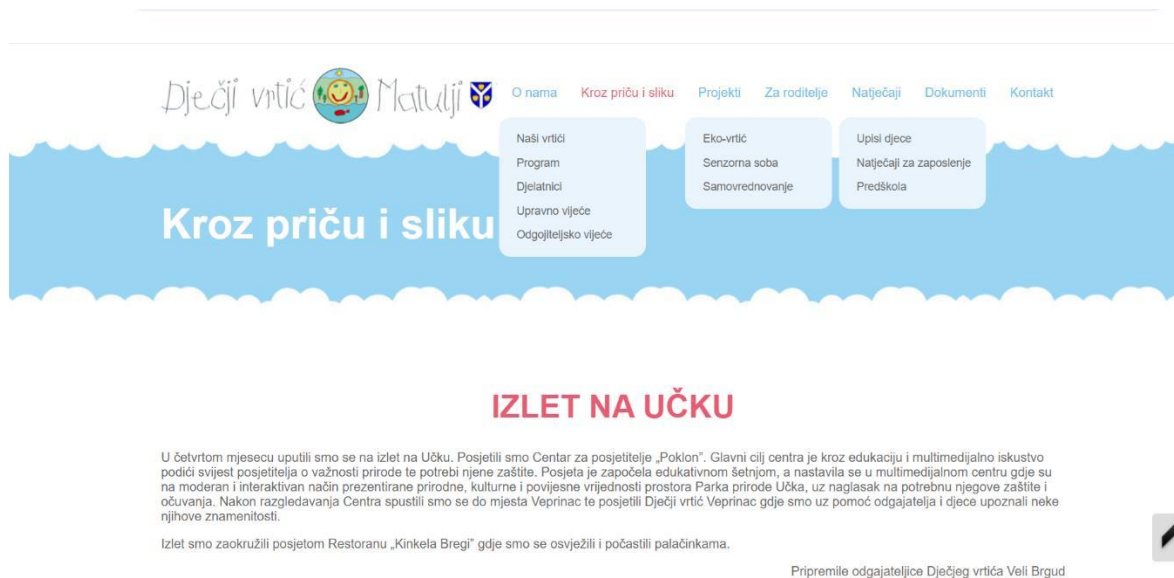 Dječji vrtić Matulji
O nama Kroz priču i sliku Projekti Za roditelje Natječaji Dokumenti Kontakt
Naši vrtići
Program
Djelatnici
Upravno vijeće
Odgojiteljsko vijeće
Eko-vrtić
Senzorna soba
Samovrednovanje
Upisi djece
Natječaji za zaposlenje
Predškola
Kroz priču i sliku
IZLET NA UČKU
U četvrtom mjesecu uputili smo se na izlet na Učku. Posjetili smo Centar za posjetitelje „Poklon”. Glavni cilj centra je kroz edukaciju i multimedijalno iskustvo
podići svijest posjetitelja o važnosti prirode te potrebi njene zaštite. Posjeta je započela edukativnom šetnjom, a nastavila se u multimedijalnom centru gdje su
na moderan i interaktivan način prezentirane prirodne, kulturne i povijesne vrijednosti prostora Parka prirode Učka, uz naglasak na potrebnu njegove zaštite i
očuvanja. Nakon razgledavanja Centra spustili smo se do mjesta Veprinac te posjetili Dječji vrtić Veprinac gdje smo uz pomoć odgajatelja i djece upoznali neke
njihove znamenitosti.
Izlet smo zaokružili posjetom Restoranu „Kinkela Bregi” gdje smo se osvježili i počastili palačinkama.
Pripremile odgajateljice Dječjeg vrtića Veli Brgud